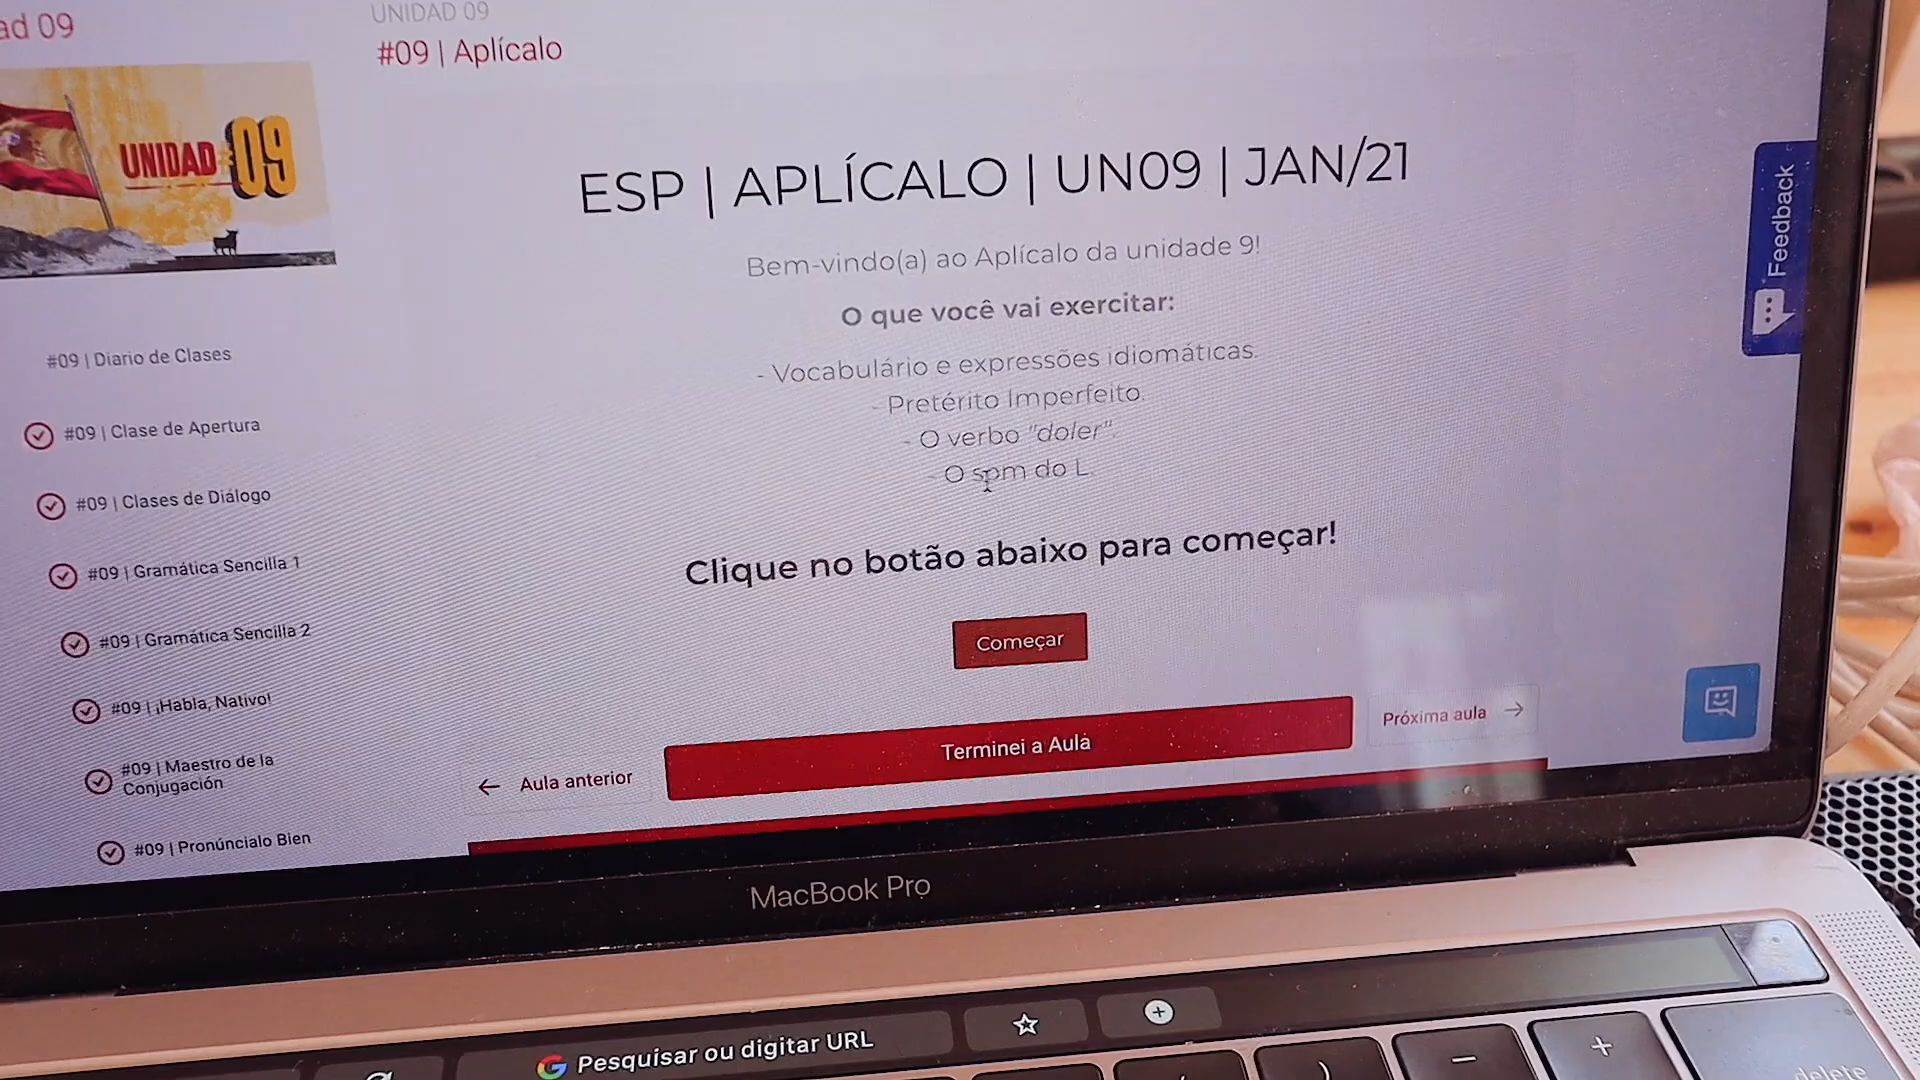 ad 09
UNIDAD 09
#09 | Aplícalo
UNIDAD #09
#09 | Diario de Clases
#09 | Clase de Apertura
#09 | Clases de Diálogo
#09 | Gramática Sencilla 1
#09 | Gramática Sencilla 2
#09 | ¡Habla, Nativo!
#09 | Maestro de la
Conjugación
#09 | Pronúncialo Bien
ESP | APLÍCALO | UN09 | JAN/21
Bem-vindo(a) ao Aplícalo da unidade 9!
O que você vai exercitar:
- Vocabulário e expressões idiomáticas.
- Pretérito Imperfeito.
- O verbo "doler".
- O som do L.
Clique no botão abaixo para começar!
Começar
← Aula anterior
Terminei a Aula
Próxima aula →
Feedback
MacBook Pro
Pesquisar ou digitar URL
) - + delete